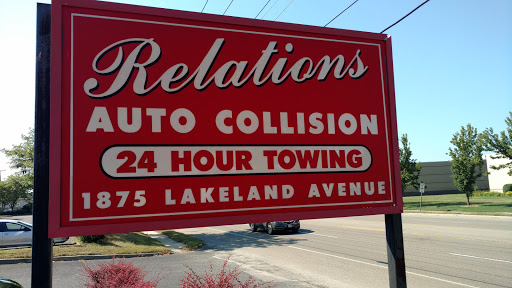 Relations
AUTO COLLISION
24 HOUR TOWING
1875 LAKELAND AVENUE